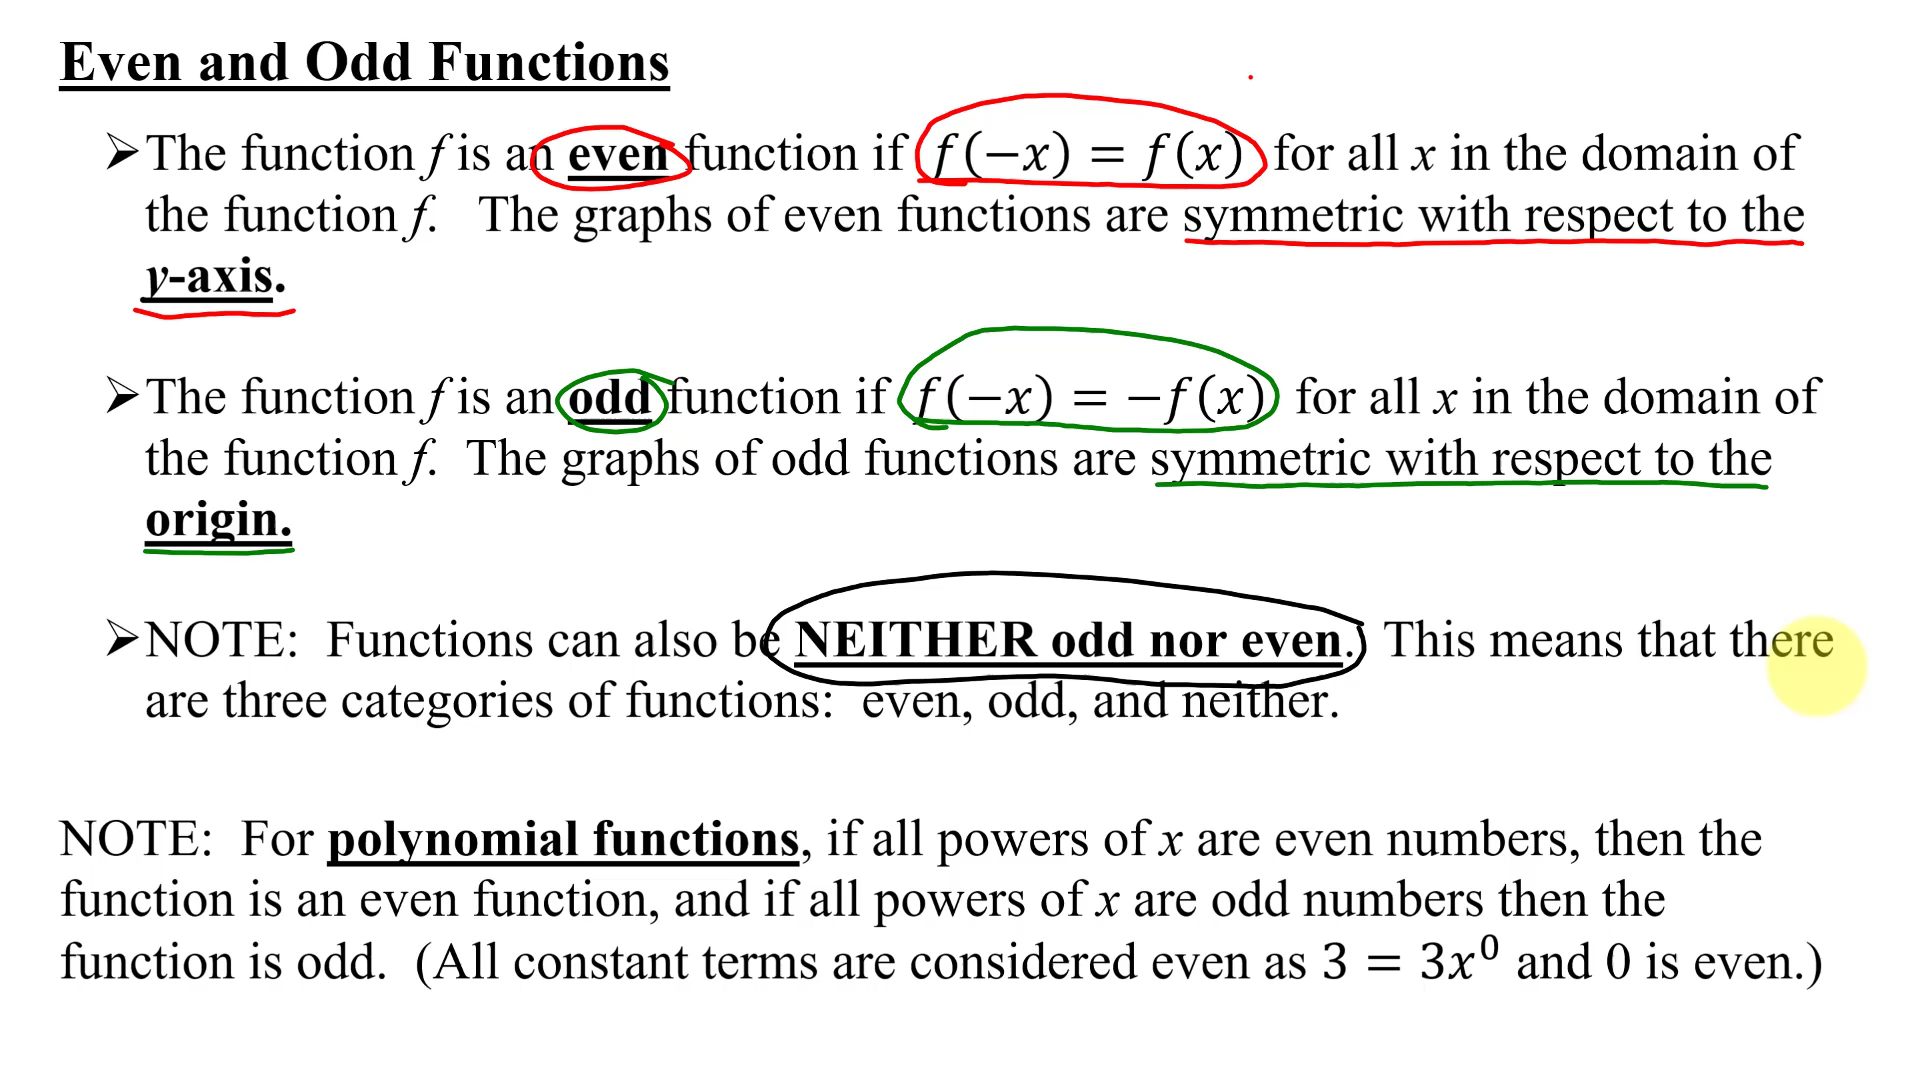 Even and Odd Functions
➢The function f is an even function if f(−x) = f(x) for all x in the domain of
the function f. The graphs of even functions are symmetric with respect to the
y-axis.
➢The function f is an odd function if f(−x) = −f(x) for all x in the domain of
the function f. The graphs of odd functions are symmetric with respect to the
origin.
➢NOTE: Functions can also be NEITHER odd nor even. This means that there
are three categories of functions: even, odd, and neither.
NOTE: For polynomial functions, if all powers of x are even numbers, then the
function is an even function, and if all powers of x are odd numbers then the
function is odd. (All constant terms are considered even as 3 = 3x⁰ and 0 is even.)